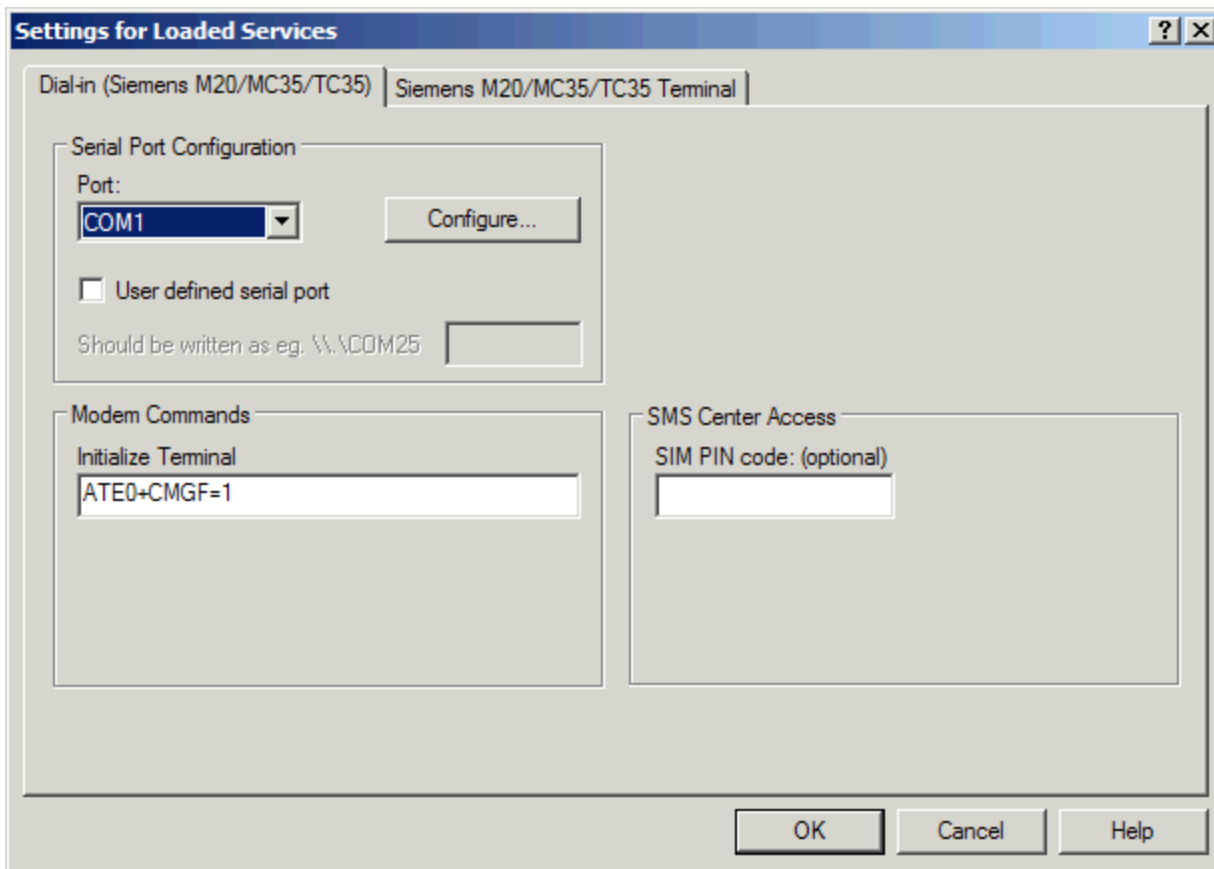 Settings for Loaded Services
Dial-in (Siemens M20/MC35/TC35)
Siemens M20/MC35/TC35 Terminal
Serial Port Configuration
Port:
COM1
Configure...
User defined serial port
Should be written as eg. \\.\COM25
Modem Commands
Initialize Terminal
ATE0+CMGF=1
SMS Center Access
SIM PIN code: (optional)
OK
Cancel
Help